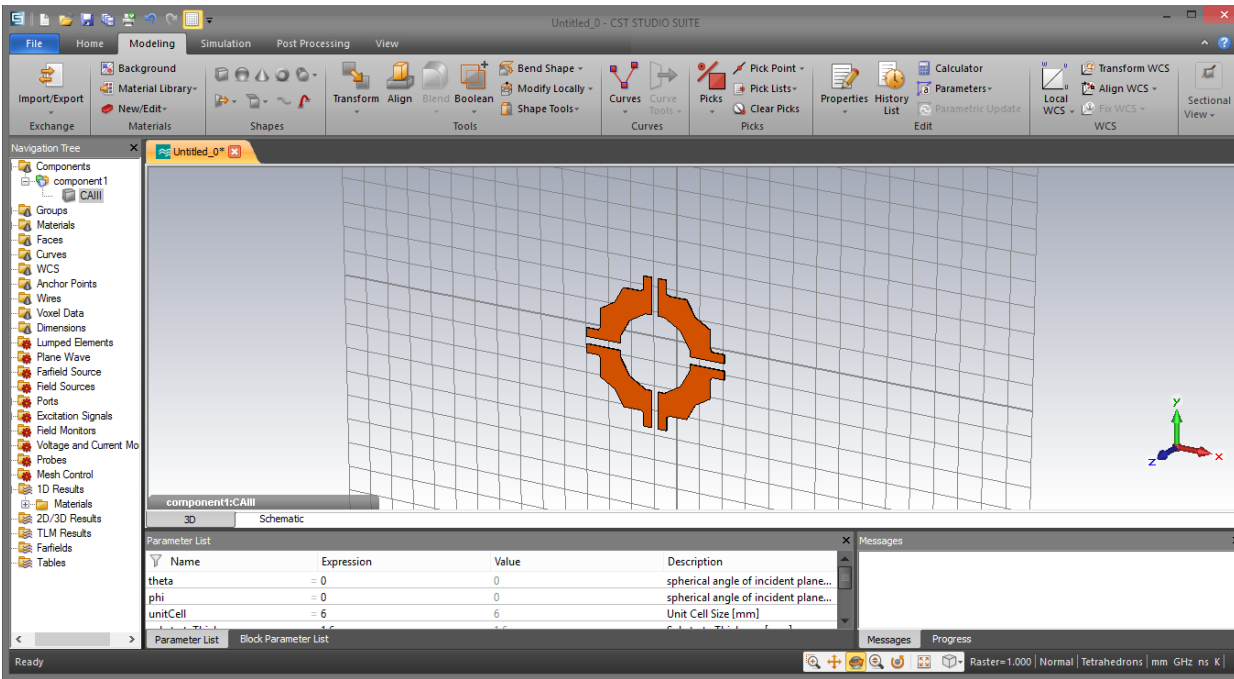 Untitled_0 - CST STUDIO SUITE
File Home Modeling Simulation Post Processing View
Import/Export
Exchange
Background
Material Library
New/Edit
Materials
Shapes
Transform Align Blend Boolean
Bend Shape
Modify Locally
Shape Tools
Tools
Curves Curve Tools
Curves
Picks
Pick Point
Pick Lists
Clear Picks
Picks
Properties History List
Calculator
Parameters
Parametric Update
Edit
Local WCS
Transform WCS
Align WCS
Fix WCS
WCS
Sectional View
Navigation Tree
Components
component1
CAIII
Groups
Materials
Faces
Curves
WCS
Anchor Points
Wires
Voxel Data
Dimensions
Lumped Elements
Plane Wave
Farfield Source
Field Sources
Ports
Excitation Signals
Field Monitors
Voltage and Current Mo
Probes
Mesh Control
1D Results
Materials
2D/3D Results
TLM Results
Farfields
Tables
Untitled_0*
y
x
z
component1:CAIII
3D Schematic
Parameter List
Name Expression Value Description
theta = 0 0 spherical angle of incident plane...
phi = 0 0 spherical angle of incident plane...
unitCell = 6 6 Unit Cell Size [mm]
Parameter List Block Parameter List
Messages
Messages Progress
Ready
Raster=1.000 Normal Tetrahedrons mm GHz ns K